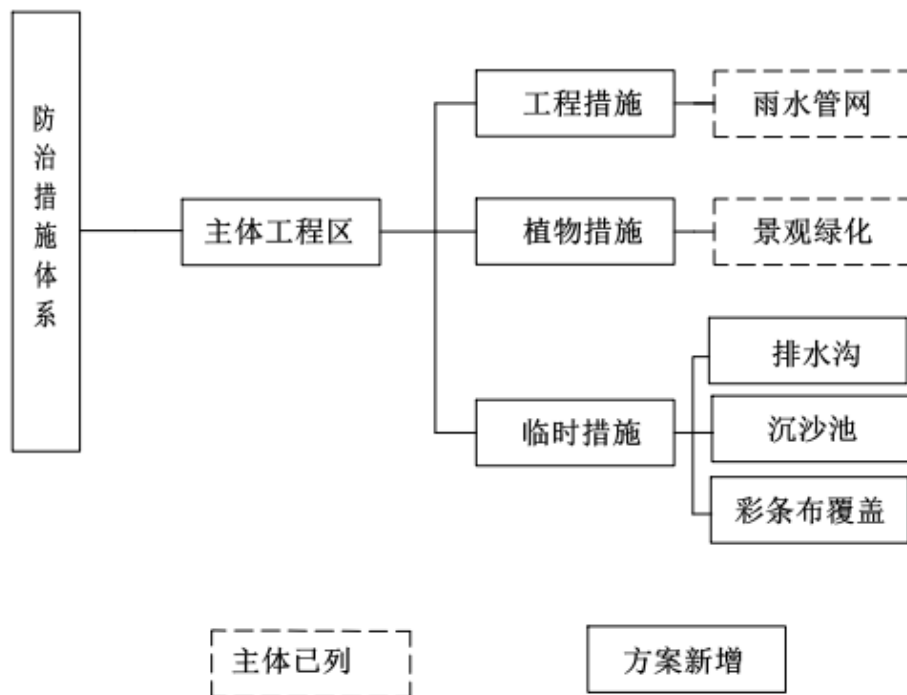 防治措施体系
主体工程区
工程措施
雨水管网
植物措施
景观绿化
临时措施
排水沟
沉沙池
彩条布覆盖
主体已列
方案新增